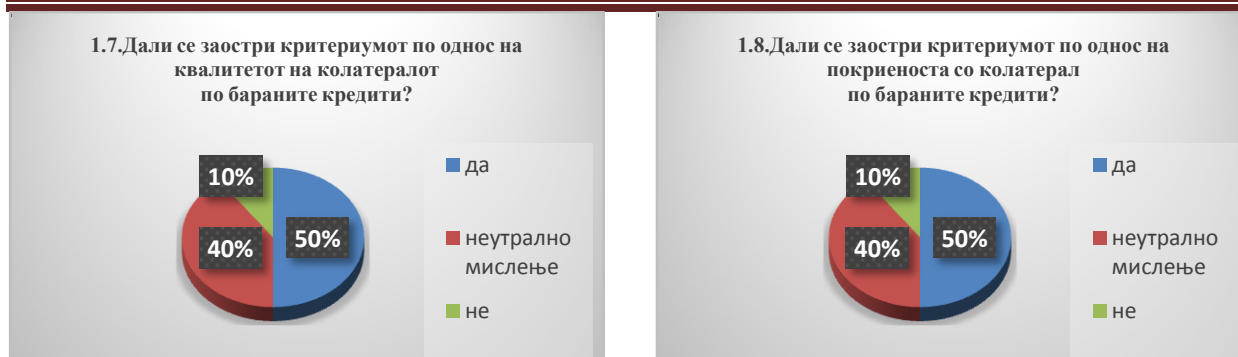 1.7.Дали се заостри критериумот по однос на
квалитетот на колатералот
по бараните кредити?
10%
40%
50%
да
неутрално
мислење
не
1.8.Дали се заостри критериумот по однос на
покриеноста со колатерал
по бараните кредити?
10%
40%
50%
да
неутрално
мислење
не